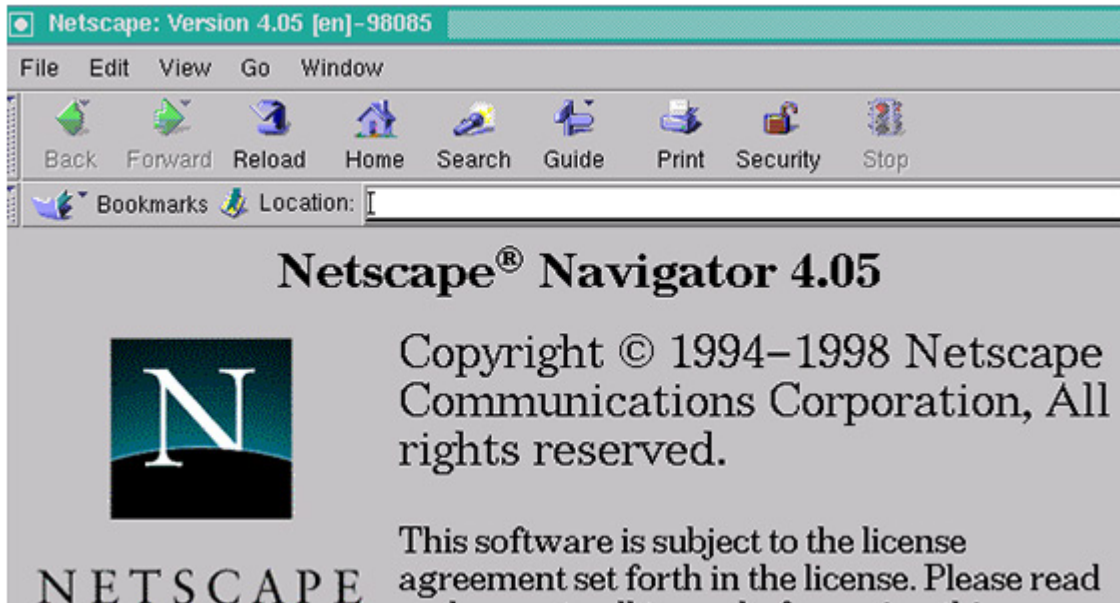 Netscape: Version 4.05 [en]-98085
File Edit View Go Window
Back Forward Reload Home Search Guide Print Security Stop
Bookmarks Location:
Netscape® Navigator 4.05
N
Copyright © 1994–1998 Netscape
Communications Corporation, All
rights reserved.
NETSCAPE
This software is subject to the license
agreement set forth in the license. Please read